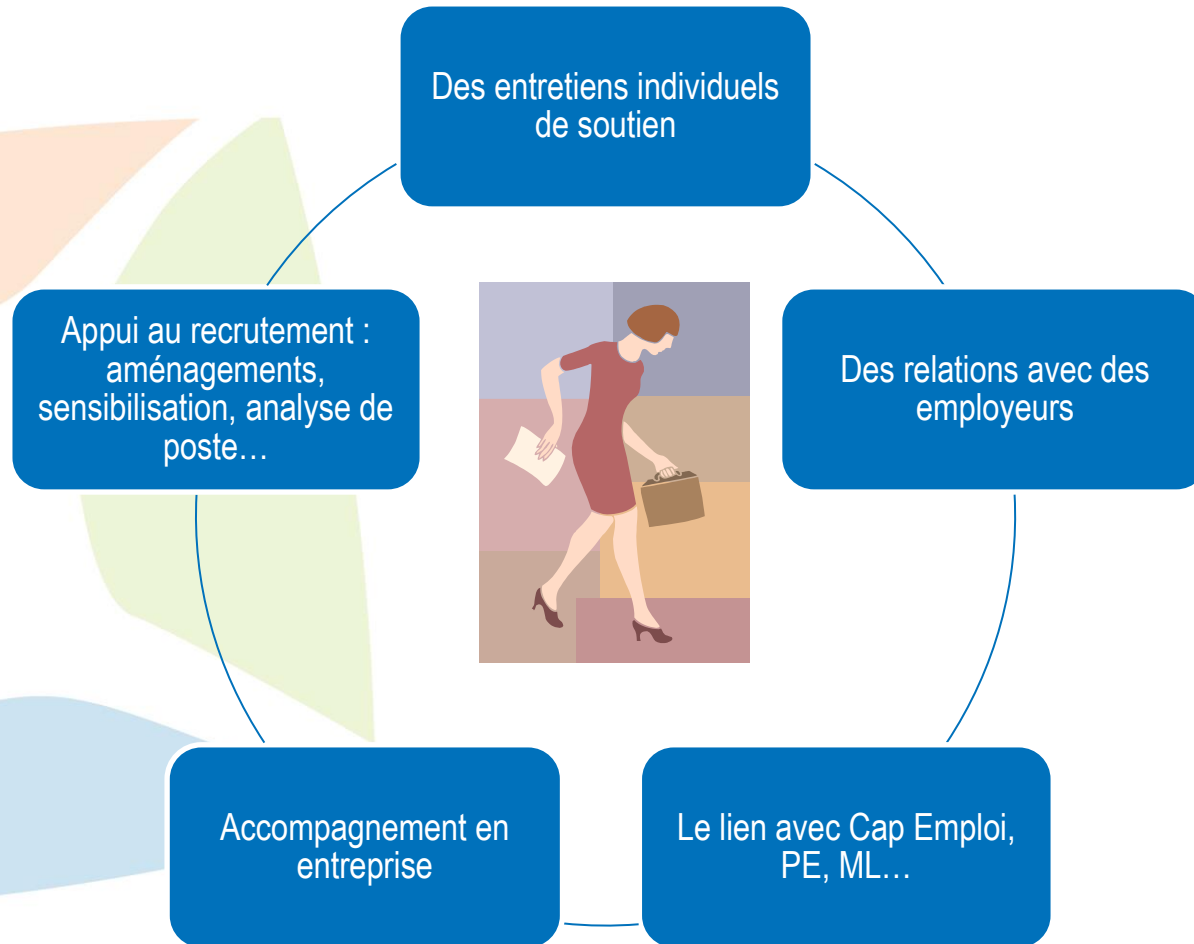 Des entretiens individuels
de soutien
Des relations avec des
employeurs
Le lien avec Cap Emploi,
PE, ML…
Accompagnement en
entreprise
Appui au recrutement :
aménagements,
sensibilisation, analyse de
poste…